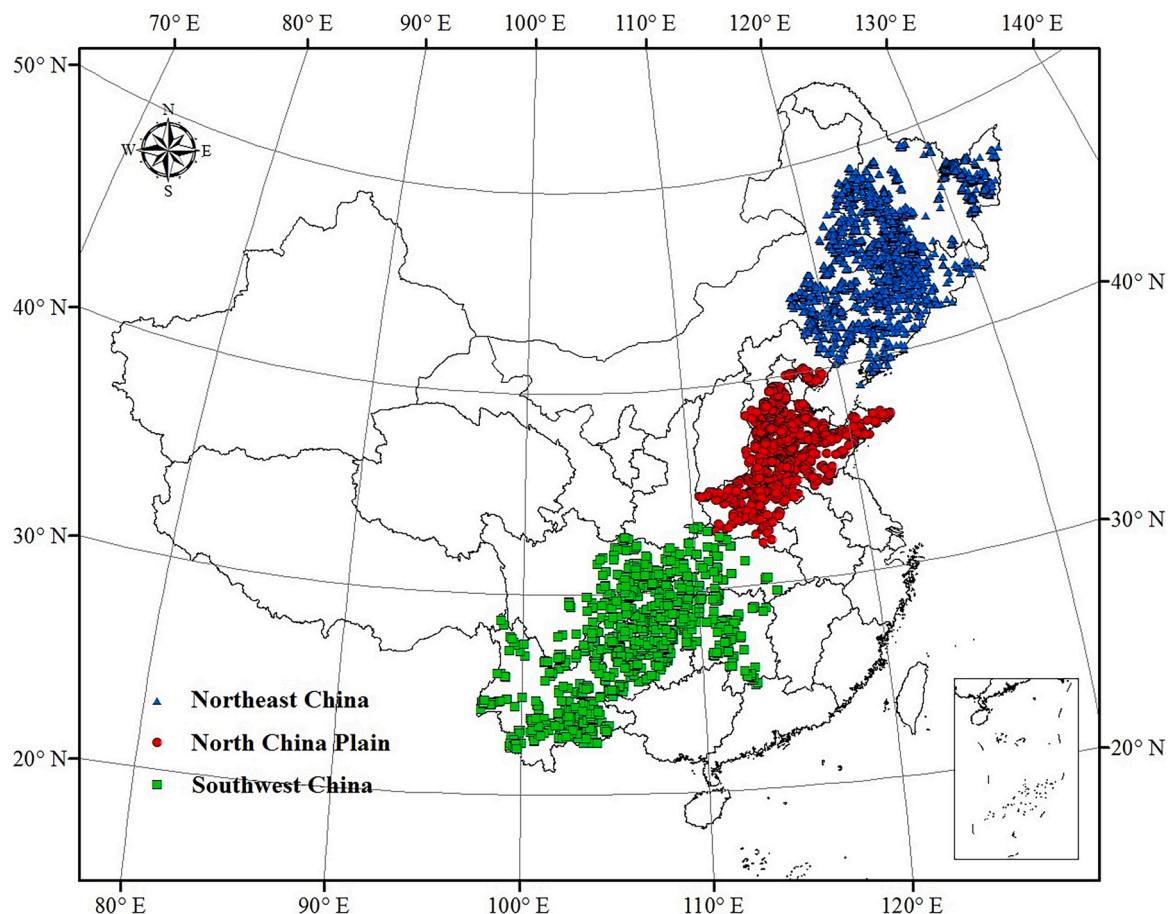 70° E 80° E 90° E 100° E 110° E 120° E 130° E 140° E
50° N
N
W E
S
40° N 40° N
30° N 30° N
Northeast China
North China Plain
20° N 20° N
Southwest China
80° E 90° E 100° E 110° E 120° E